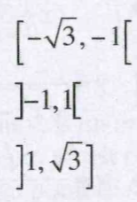 [-√3, -1[
]-1, 1[
]1, √3]